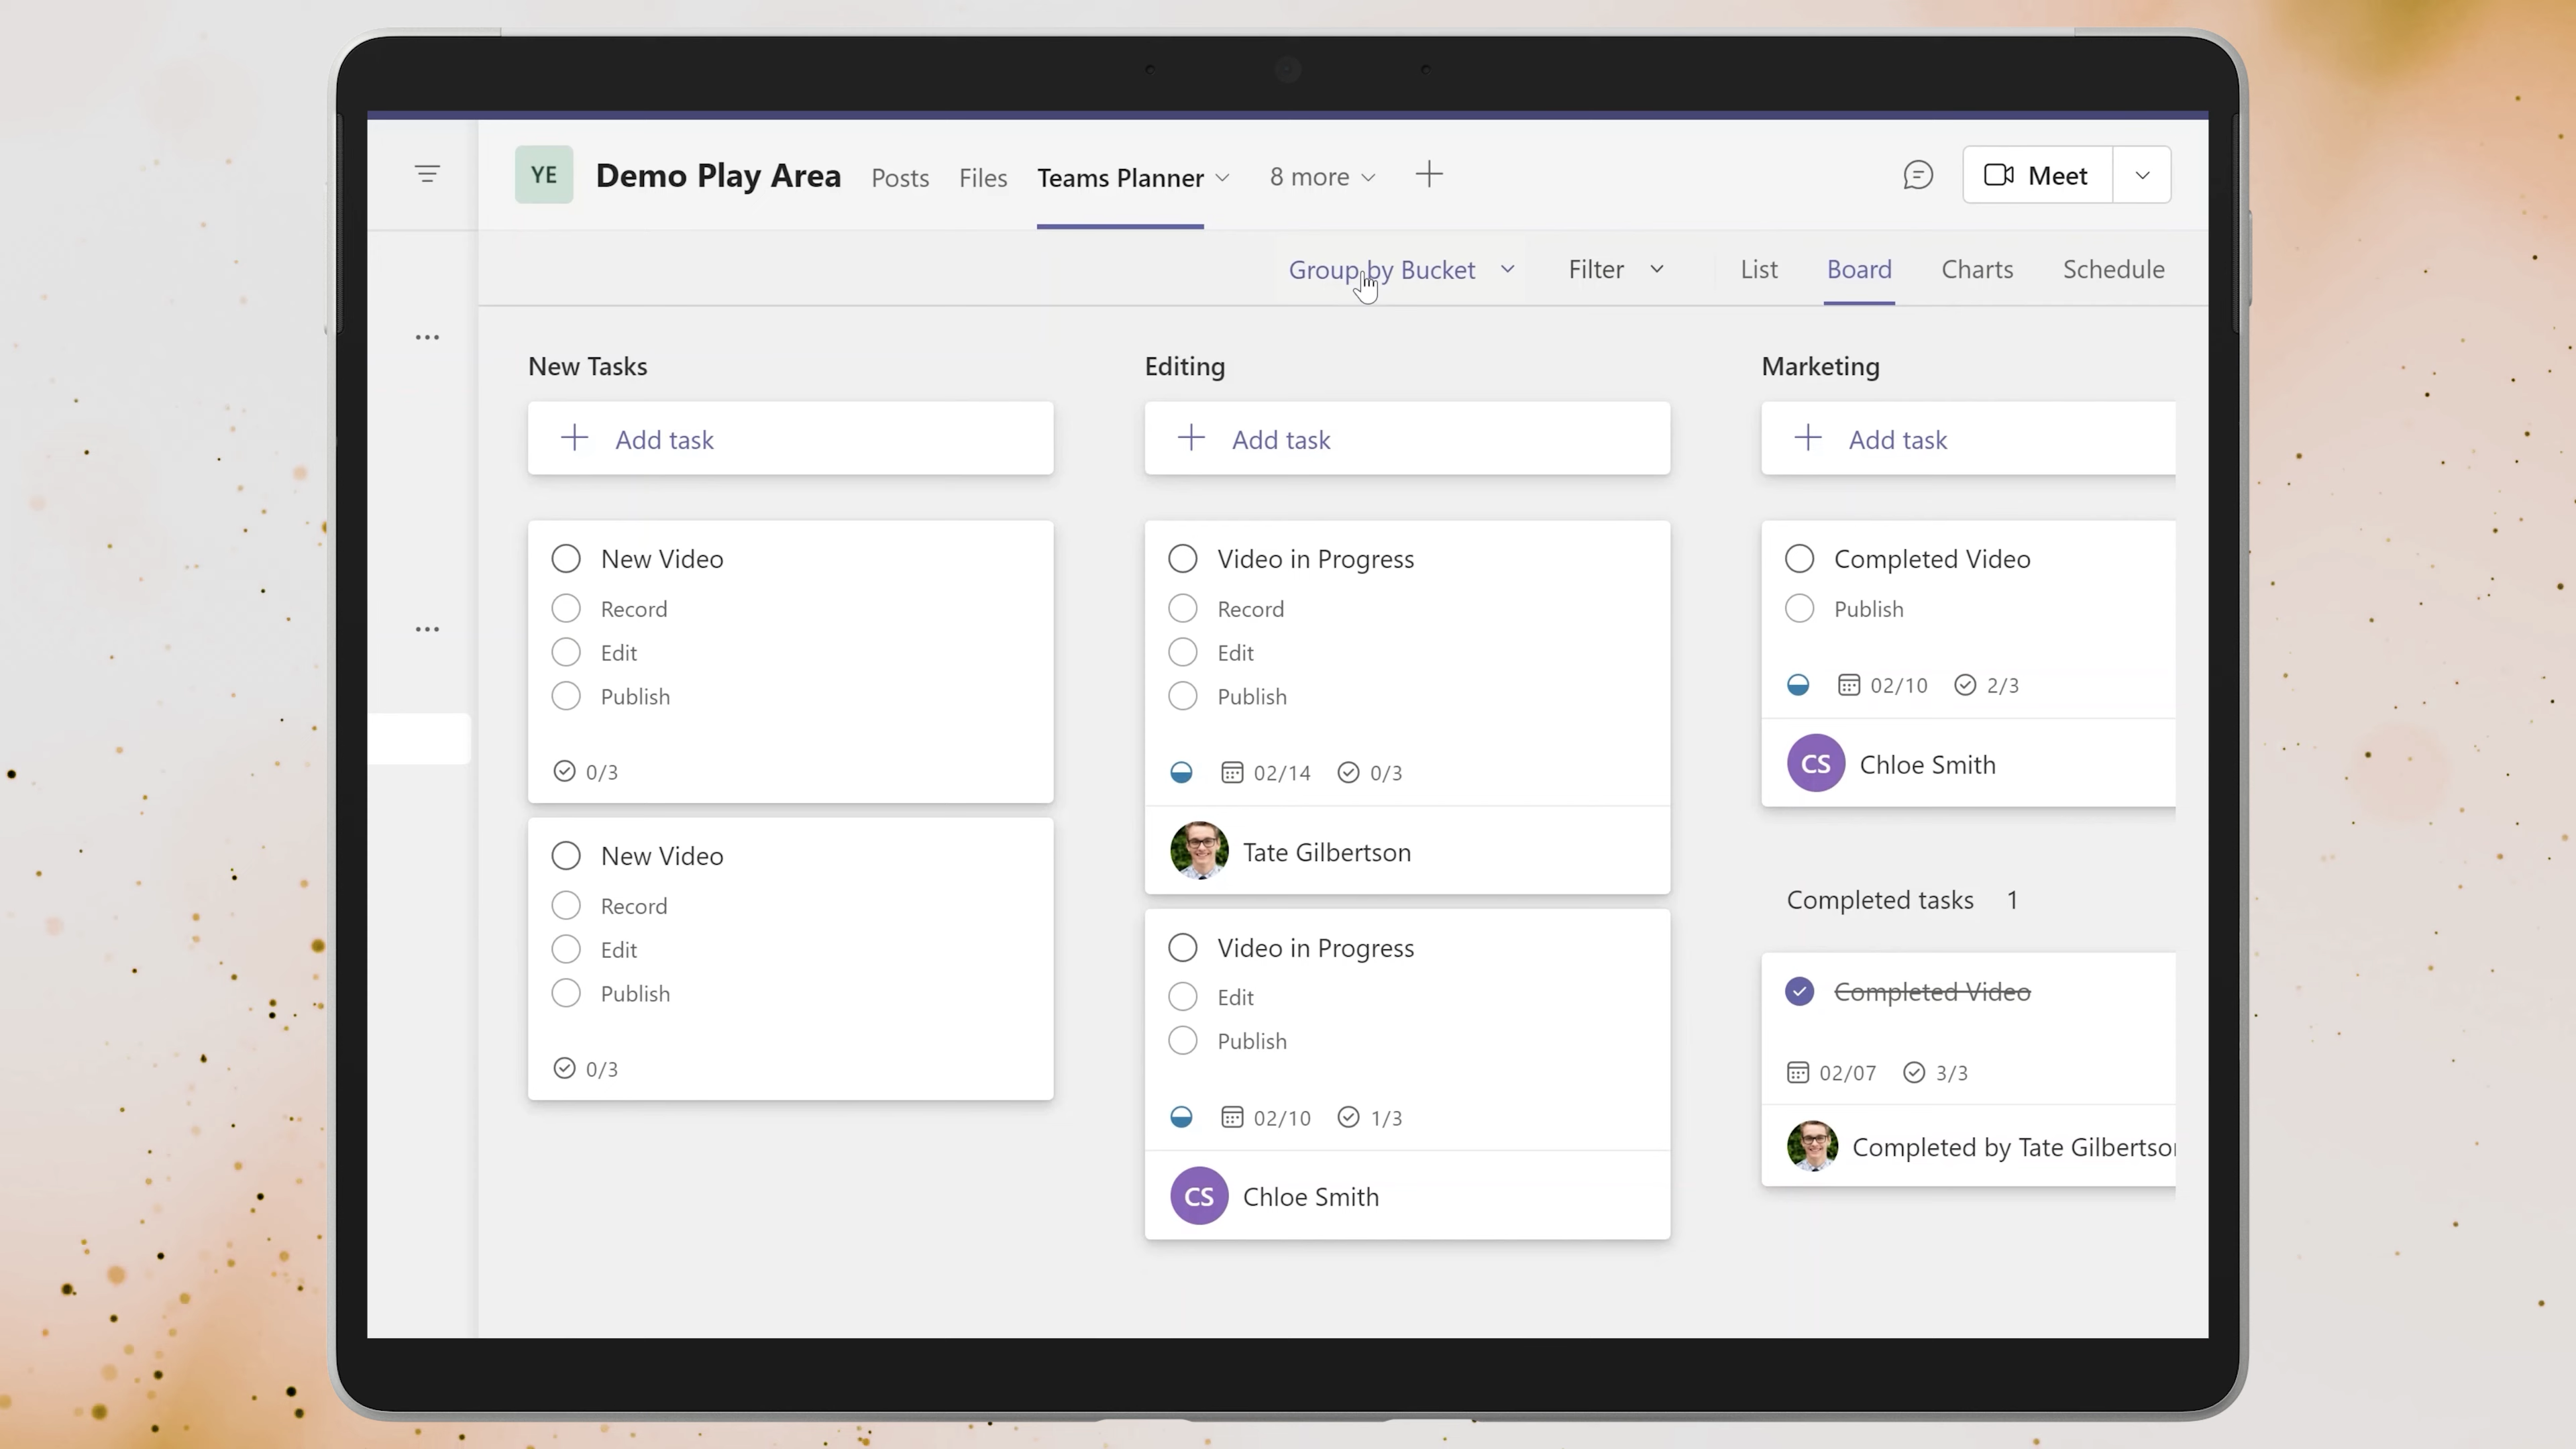 YE Demo Play Area Posts Files Teams Planner 8 more Meet
Group by Bucket Filter List Board Charts Schedule
New Tasks
Add task
New Video
Record
Edit
Publish
0/3
New Video
Record
Edit
Publish
0/3
Editing
Add task
Video in Progress
Record
Edit
Publish
02/14 0/3
Tate Gilbertson
Video in Progress
Edit
Publish
02/10 1/3
CS Chloe Smith
Marketing
Add task
Completed Video
Publish
02/10 2/3
CS Chloe Smith
Completed tasks 1
Completed Video
02/07 3/3
Completed by Tate Gilbertson